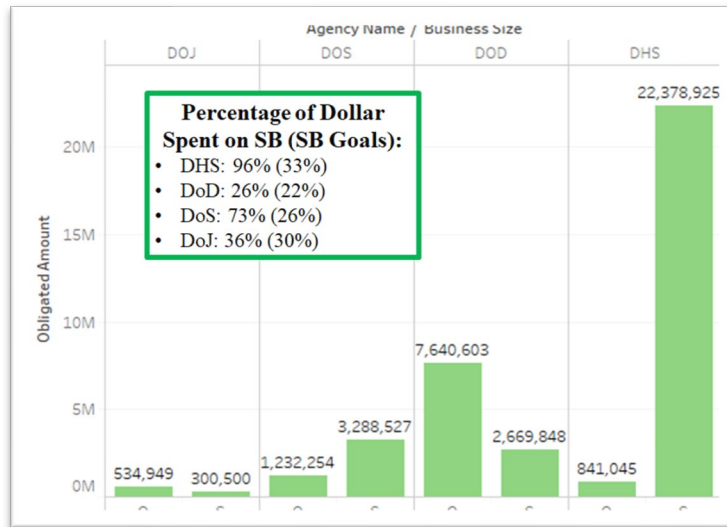 Agency Name / Business Size
DOJ DOS DOD DHS
22,378,925
Percentage of Dollar
Spent on SB (SB Goals):
• DHS: 96% (33%)
• DoD: 26% (22%)
• DoS: 73% (26%)
• DoJ: 36% (30%)
20M
15M
Obligated Amount
10M
7,640,603
5M
3,288,527
2,669,848
534,949 300,500 1,232,254 841,045
0M